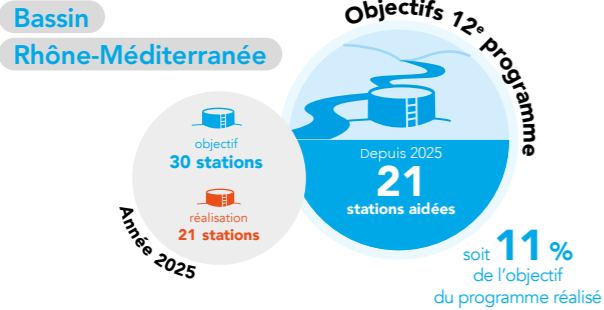 Bassin
Rhône-Méditerranée
Objectifs 12e programme
objectif
30 stations
réalisation
21 stations
Année 2025
Depuis 2025
21
stations aidées
soit 11 %
de l'objectif
du programme réalisé